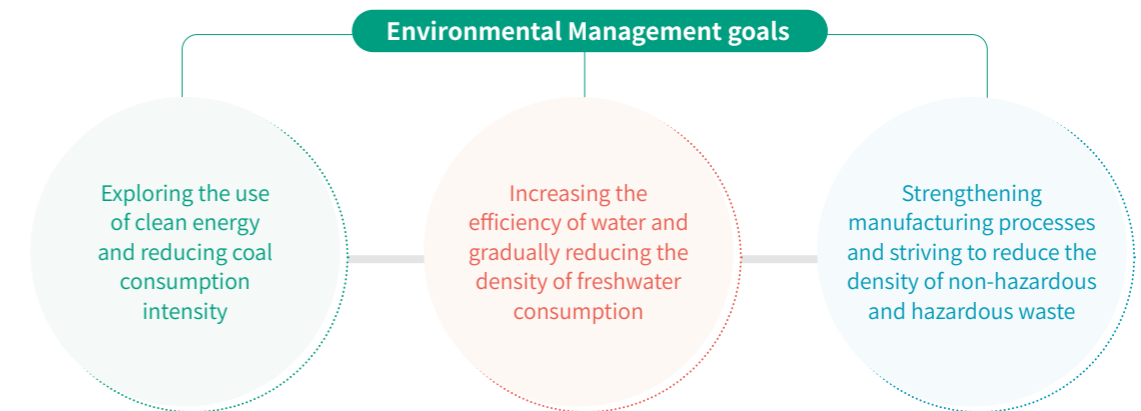 Environmental Management goals
Exploring the use
of clean energy
and reducing coal
consumption
intensity
Increasing the
efficiency of water and
gradually reducing the
density of freshwater
consumption
Strengthening
manufacturing processes
and striving to reduce the
density of non-hazardous
and hazardous waste